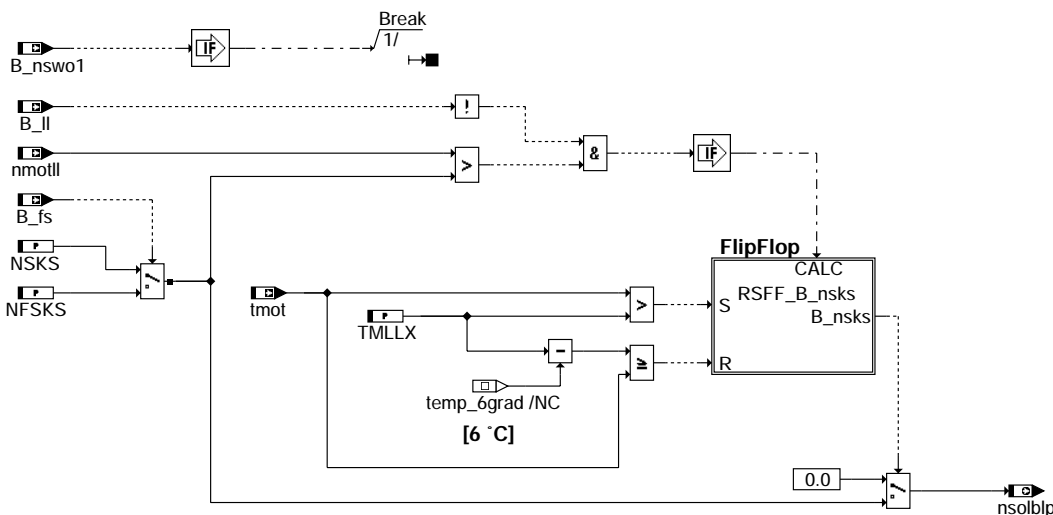 Break
1/
IF
B_nswo1
!
B_ll
&
IF
nmotll
>
B_fs
NSKS
NFSKS
FlipFlop
CALC
RSFF_B_nsks
B_nsks
S
R
tmot
>
P
P
P
TMLLX
-
≥
temp_6grad /NC
[6 °C]
0.0
nsolblp